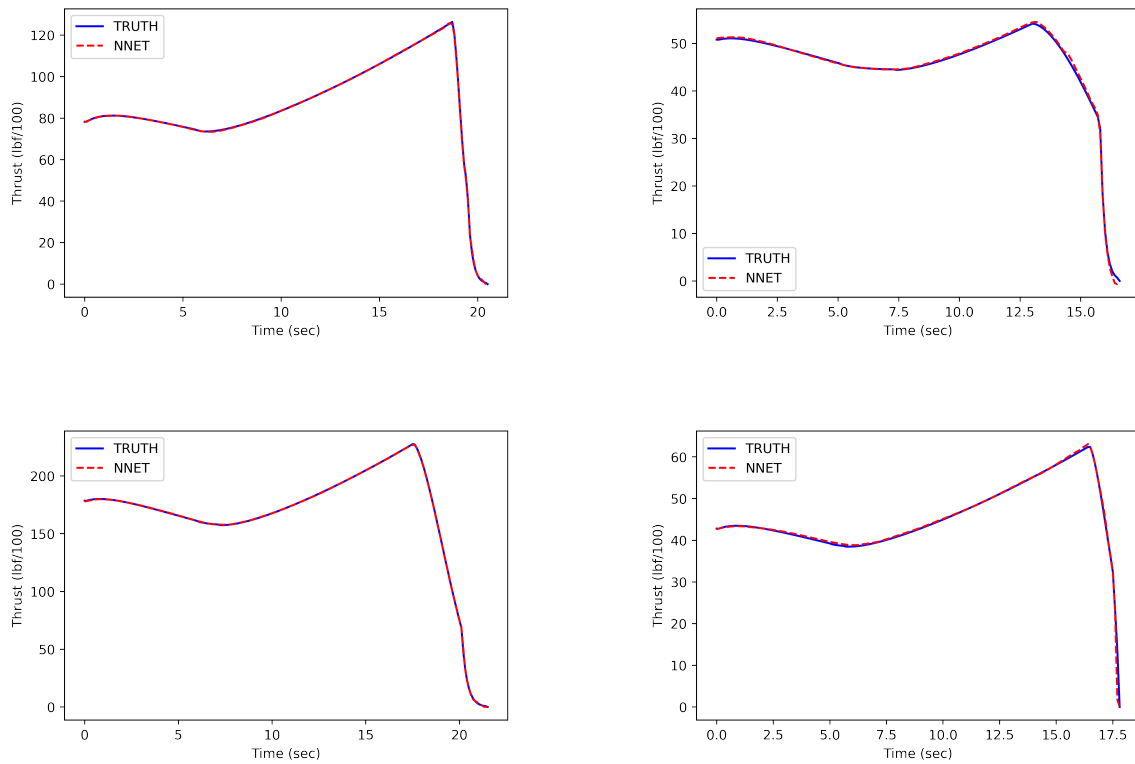 TRUTH
NNET
Thrust (lbf/100)
120
100
80
60
40
20
0
0 5 10 15 20
Time (sec)
Thrust (lbf/100)
50
40
30
20
10
0
TRUTH
NNET
0.0 2.5 5.0 7.5 10.0 12.5 15.0
Time (sec)
TRUTH
NNET
Thrust (lbf/100)
200
150
100
50
0
0 5 10 15 20
Time (sec)
TRUTH
NNET
Thrust (lbf/100)
60
50
40
30
20
10
0
0.0 2.5 5.0 7.5 10.0 12.5 15.0 17.5
Time (sec)